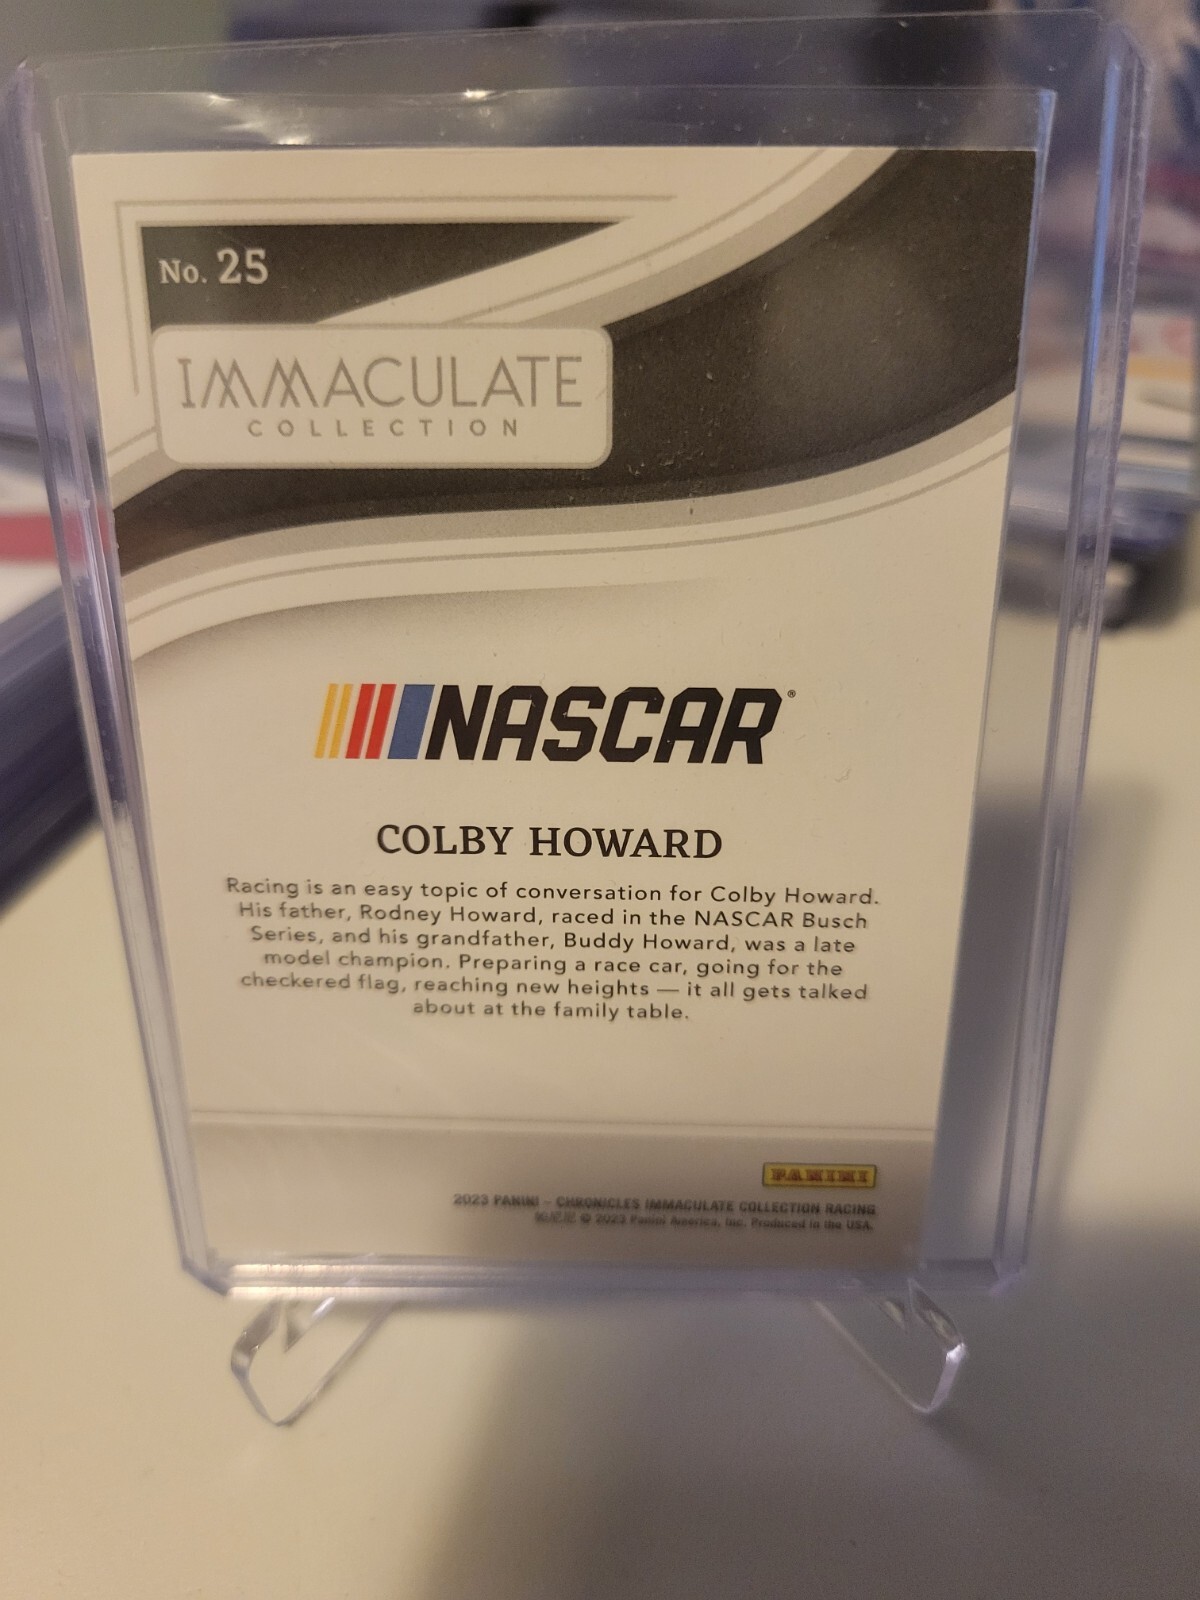 No. 25
IMMACULATE
COLLECTION
NASCAR®
COLBY HOWARD
Racing is an easy topic of conversation for Colby Howard.
His father, Rodney Howard, raced in the NASCAR Busch
Series, and his grandfather, Buddy Howard, was a late
model champion. Preparing a race car, going for the
checkered flag, reaching new heights — it all gets talked
about at the family table.
PANINI
2023 PANINI – CHRONICLES IMMACULATE COLLECTION RACING
© 2023 Panini America, Inc. Produced in the USA.